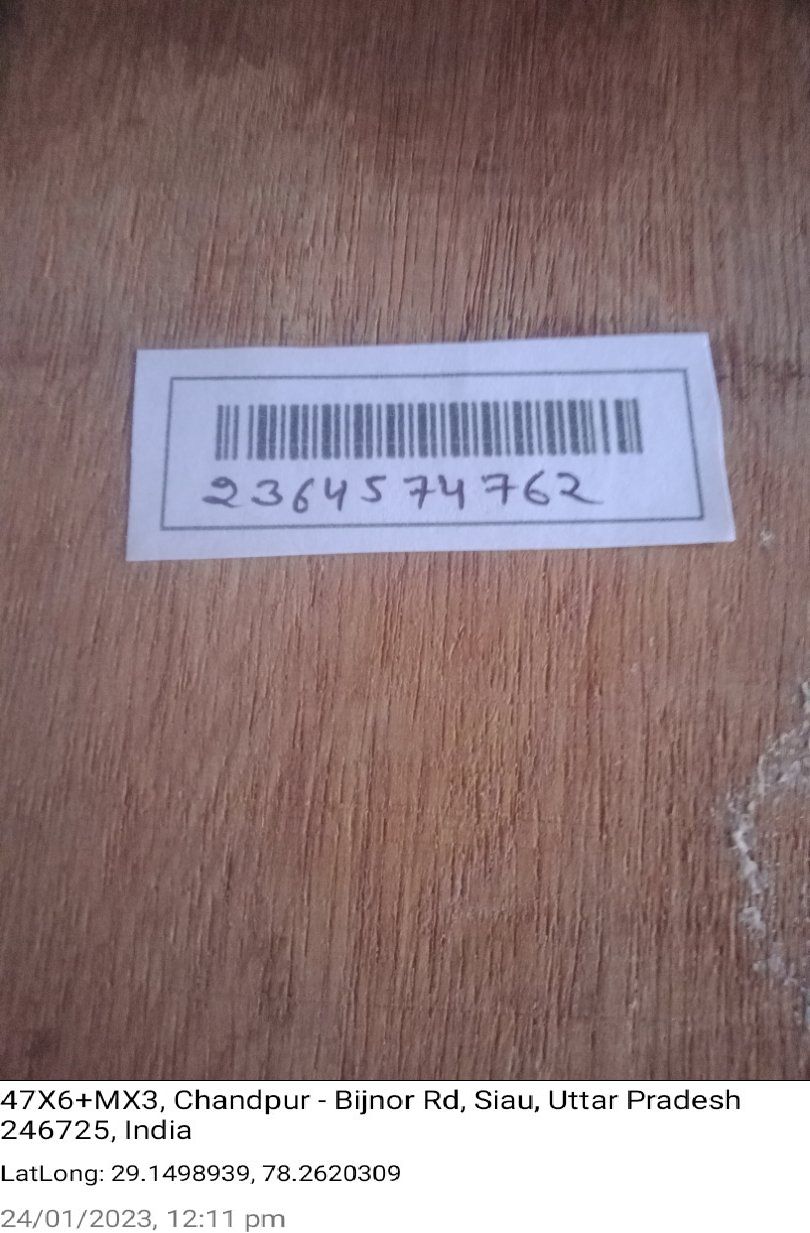 2364574762
47X6+MX3, Chandpur - Bijnor Rd, Siau, Uttar Pradesh
246725, India
LatLong: 29.1498939, 78.2620309
24/01/2023, 12:11 pm